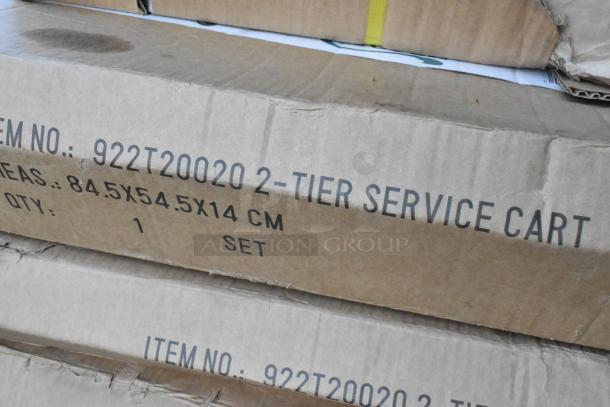 EM NO.: 922T20020 2-TIER SERVICE CART
EAS.: 84.5X54.5X14 CM
QTY: 1 SET
AUCTION GROUP
ITEM NO.: 922T20020 2-TIE